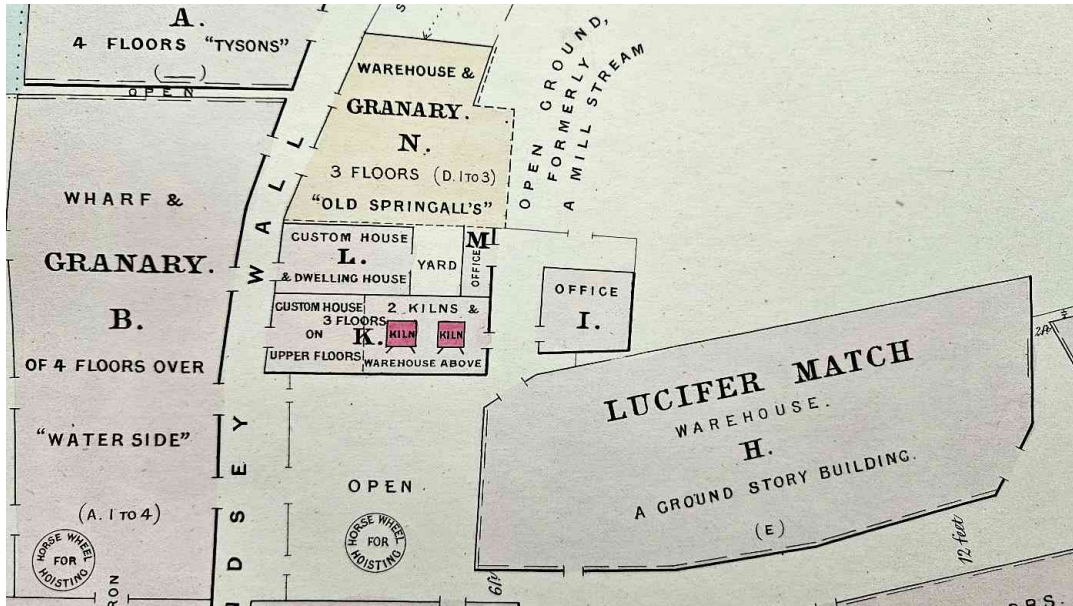 A.
4 FLOORS "TYSONS"
OPEN
WHARF &
GRANARY.
B.
OF 4 FLOORS OVER
"WATER SIDE"
(A. 1 TO 4)
HORSE WHEEL
FOR
HOISTING
RON
WALL
DSEY
WAREHOUSE &
GRANARY.
N.
3 FLOORS (D. 1 TO 3)
"OLD SPRINGALL'S"
OPEN GROUND,
FORMERLY
A MILL STREAM
CUSTOM HOUSE
L.
& DWELLING HOUSE
YARD
M
OFFICE
CUSTOM HOUSE
3 FLOORS
ON
UPPER FLOORS
K.
2 KILNS &
KILN
KILN
WAREHOUSE ABOVE
OFFICE
I.
OPEN
HORSE WHEEL
FOR
HOISTING
LUCIFER MATCH
WAREHOUSE.
H.
A GROUND STORY BUILDING.
(E)
12 feet